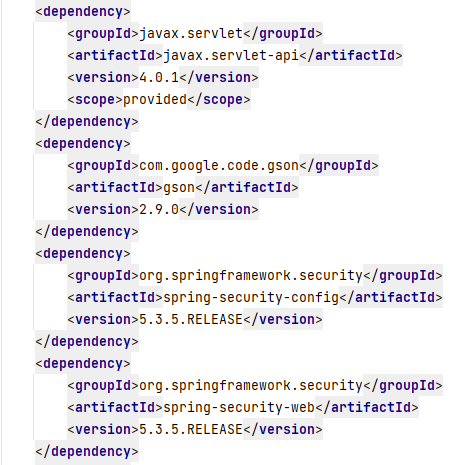 <dependency>
<groupId>javax.servlet</groupId>
<artifactId>javax.servlet-api</artifactId>
<version>4.0.1</version>
<scope>provided</scope>
</dependency>
<dependency>
<groupId>com.google.code.gson</groupId>
<artifactId>gson</artifactId>
<version>2.9.0</version>
</dependency>
<dependency>
<groupId>org.springframework.security</groupId>
<artifactId>spring-security-config</artifactId>
<version>5.3.5.RELEASE</version>
</dependency>
<dependency>
<groupId>org.springframework.security</groupId>
<artifactId>spring-security-web</artifactId>
<version>5.3.5.RELEASE</version>
</dependency>